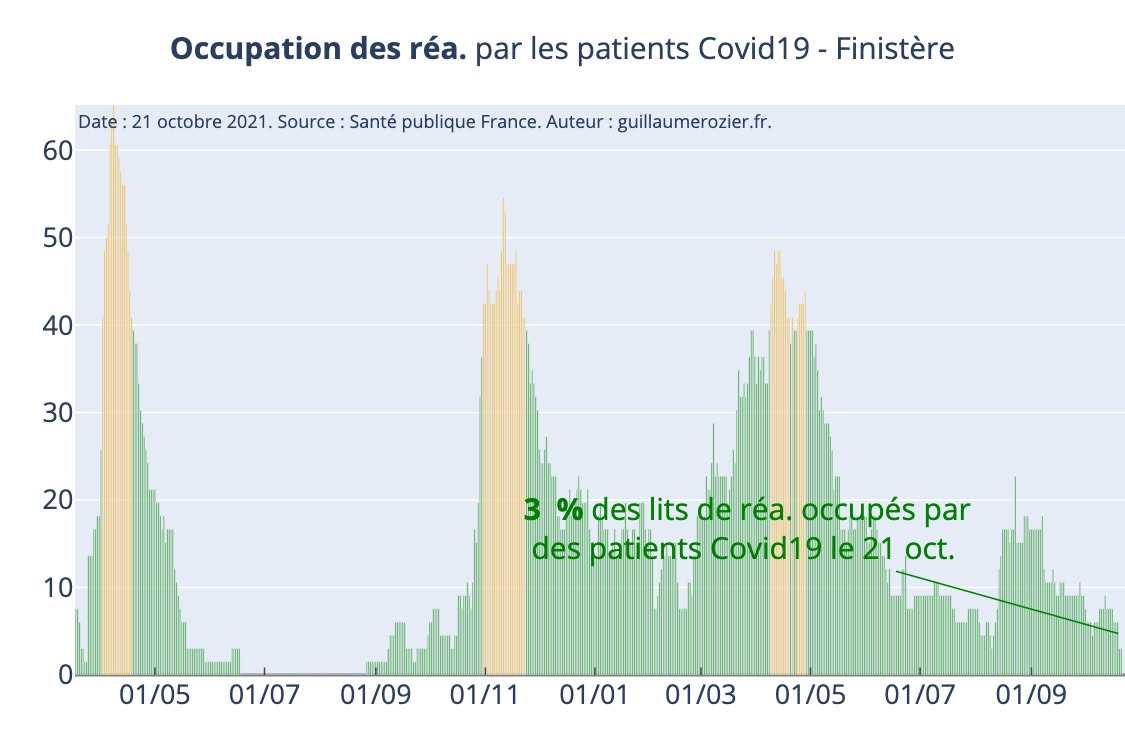 Occupation des réa. par les patients Covid19 - Finistère
Date : 21 octobre 2021. Source : Santé publique France. Auteur : guillaumerozier.fr.
60
50
40
30
20
10
0
3 % des lits de réa. occupés par
des patients Covid19 le 21 oct.
01/05 01/07 01/09 01/11 01/01 01/03 01/05 01/07 01/09